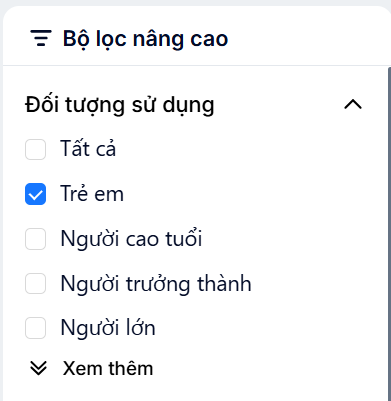 Bộ lọc nâng cao
Đối tượng sử dụng
Tất cả
Trẻ em
Người cao tuổi
Người trưởng thành
Người lớn
Xem thêm